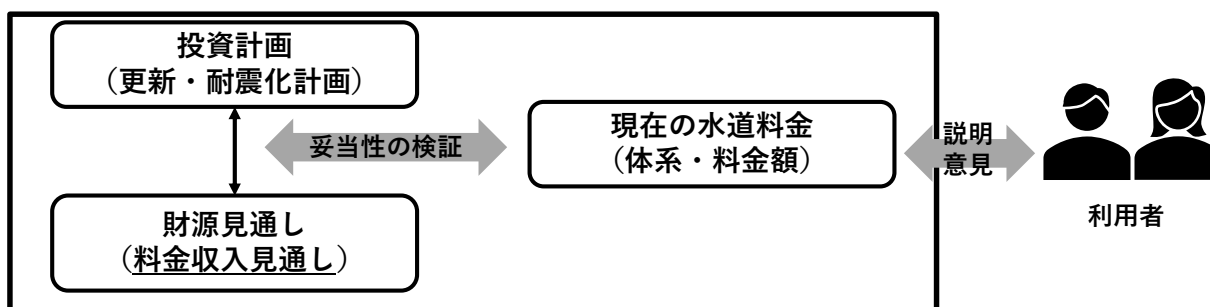 投資計画
（更新・耐震化計画）
妥当性の検証
財源見通し
（料金収入見通し）
現在の水道料金
（体系・料金額）
説明
意見
利用者